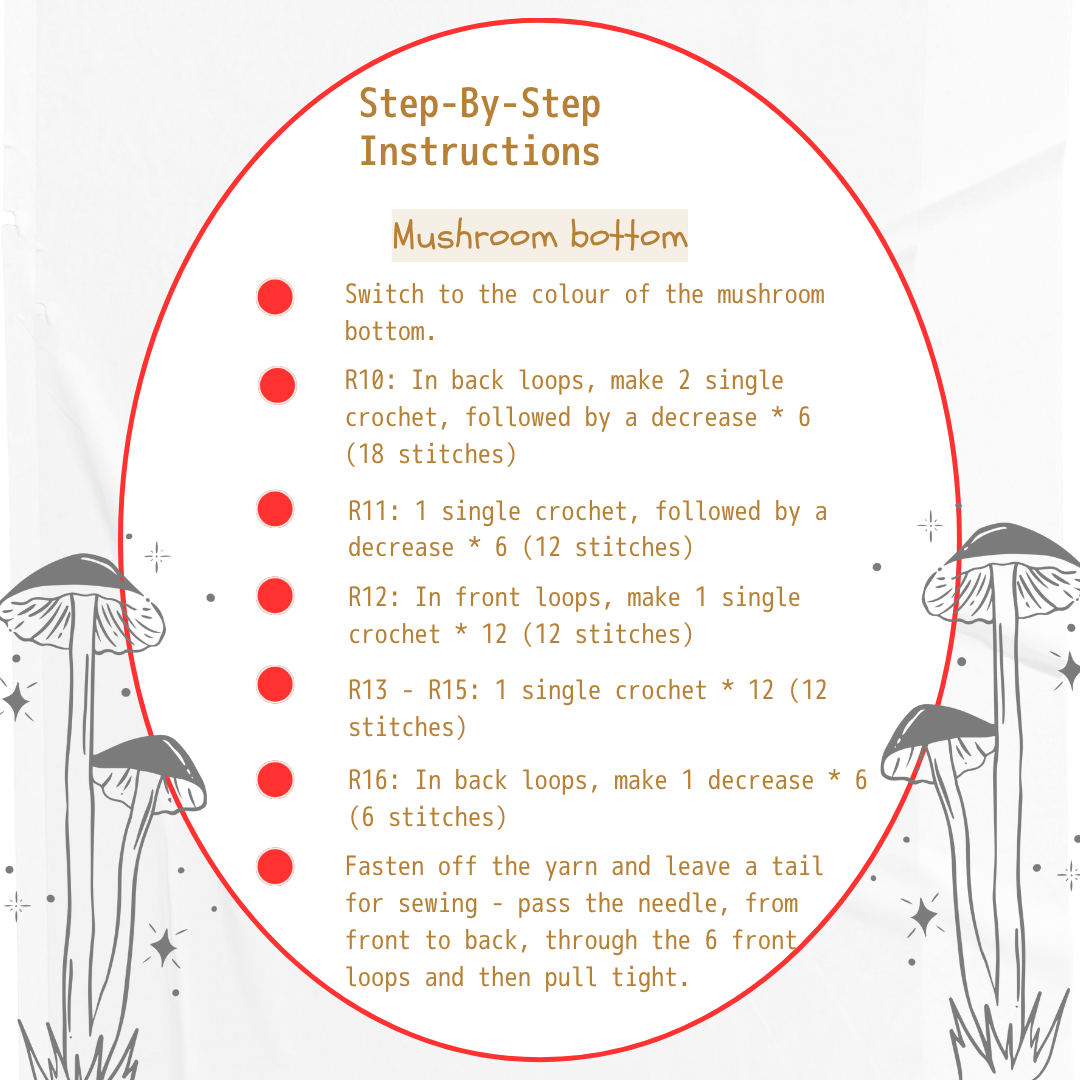 Step-By-Step
Instructions
Mushroom bottom
Switch to the colour of the mushroom
bottom.
R10: In back loops, make 2 single
crochet, followed by a decrease * 6
(18 stitches)
R11: 1 single crochet, followed by a
decrease * 6 (12 stitches)
R12: In front loops, make 1 single
crochet * 12 (12 stitches)
R13 - R15: 1 single crochet * 12 (12
stitches)
R16: In back loops, make 1 decrease * 6
(6 stitches)
Fasten off the yarn and leave a tail
for sewing - pass the needle, from
front to back, through the 6 front
loops and then pull tight.